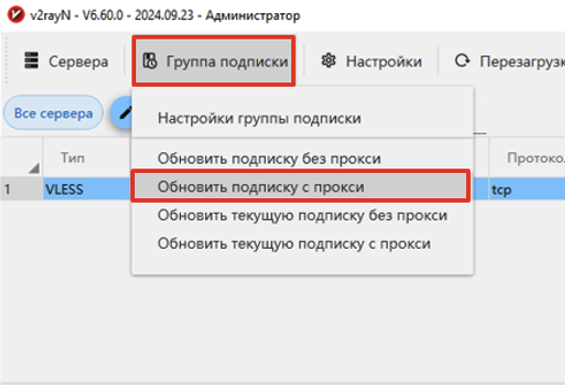 v2rayN - V6.60.0 - 2024.09.23 - Администратор
Сервера Группа подписки Настройки Перезагрузк
Все сервера
Настройки группы подписки
Тип Протокол
Обновить подписку без прокси
1 VLESS Обновить подписку с прокси tcp
Обновить текущую подписку без прокси
Обновить текущую подписку с прокси